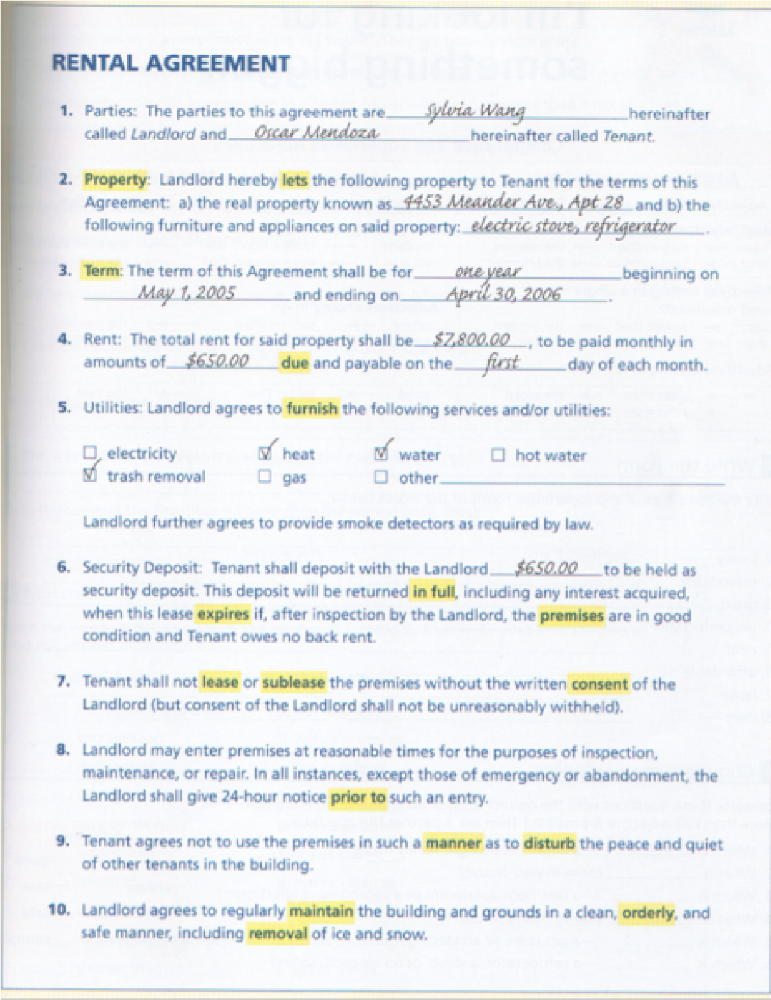 RENTAL AGREEMENT
1. Parties: The parties to this agreement are Sylvia Wang hereinafter
called Landlord and Oscar Mendoza hereinafter called Tenant.
2. Property: Landlord hereby lets the following property to Tenant for the terms of this
Agreement: a) the real property known as 4453 Meander Ave., Apt 28 and b) the
following furniture and appliances on said property: electric stove, refrigerator.
3. Term: The term of this Agreement shall be for one year beginning on
May 1, 2005 and ending on April 30, 2006.
4. Rent: The total rent for said property shall be $7,800.00, to be paid monthly in
amounts of $650.00 due and payable on the first day of each month.
5. Utilities: Landlord agrees to furnish the following services and/or utilities:
☐ electricity ☑ heat ☑ water ☐ hot water
☑ trash removal ☐ gas ☐ other
Landlord further agrees to provide smoke detectors as required by law.
6. Security Deposit: Tenant shall deposit with the Landlord $650.00 to be held as
security deposit. This deposit will be returned in full, including any interest acquired,
when this lease expires if, after inspection by the Landlord, the premises are in good
condition and Tenant owes no back rent.
7. Tenant shall not lease or sublease the premises without the written consent of the
Landlord (but consent of the Landlord shall not be unreasonably withheld).
8. Landlord may enter premises at reasonable times for the purposes of inspection,
maintenance, or repair. In all instances, except those of emergency or abandonment, the
Landlord shall give 24-hour notice prior to such an entry.
9. Tenant agrees not to use the premises in such a manner as to disturb the peace and quiet
of other tenants in the building.
10. Landlord agrees to regularly maintain the building and grounds in a clean, orderly, and
safe manner, including removal of ice and snow.